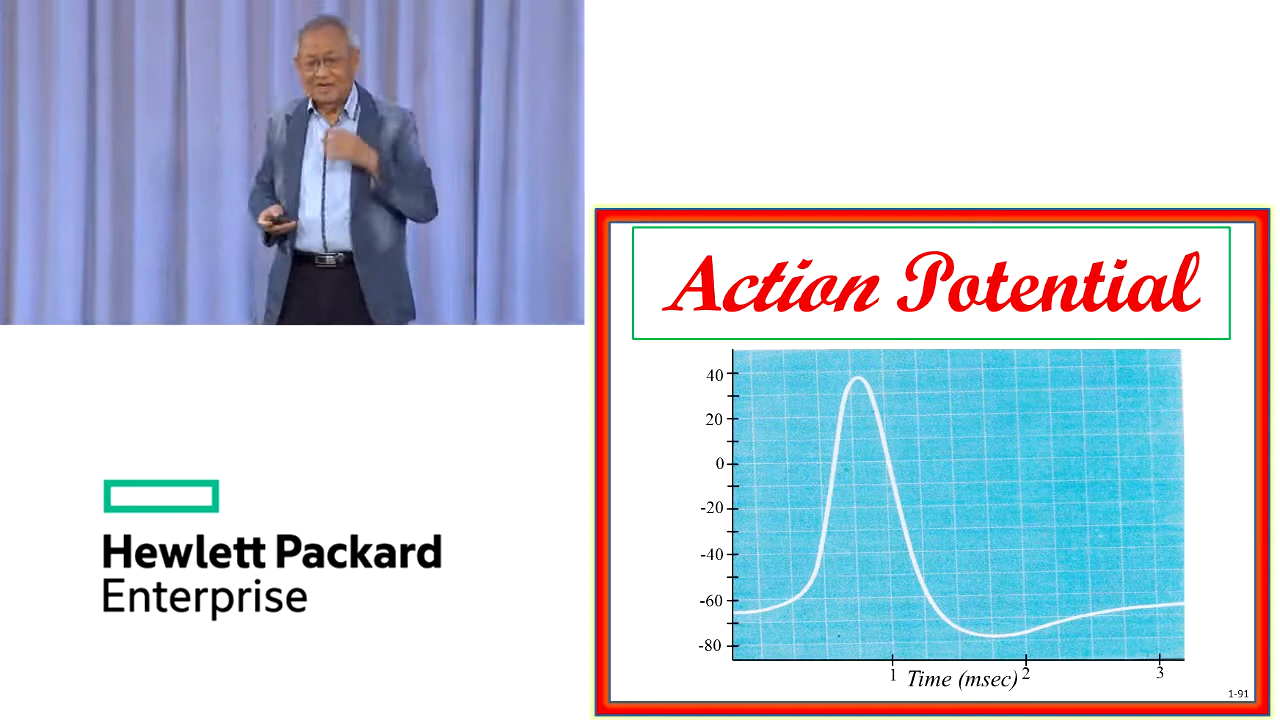 Action Potential
40
20
0
-20
-40
-60
-80
1
2
3
Time (msec)
1-91
Hewlett Packard
Enterprise